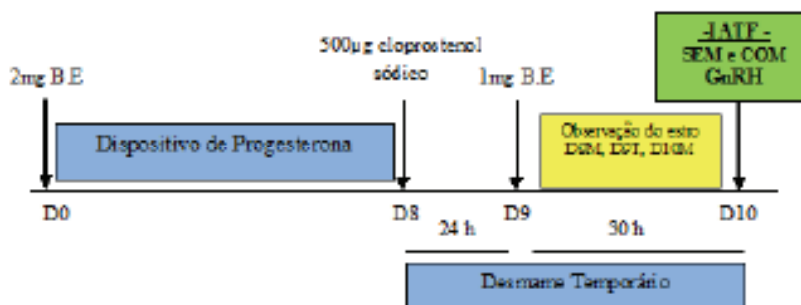 -IATF-
SEM e COM
GnRH
500µg cloprostenol
sódico
2mg B.E
1mg B.E
Dispositivo de Progesterona
Observação do estro
D0
D8
D9
D10
24 h
30 h
Desmame Temporário